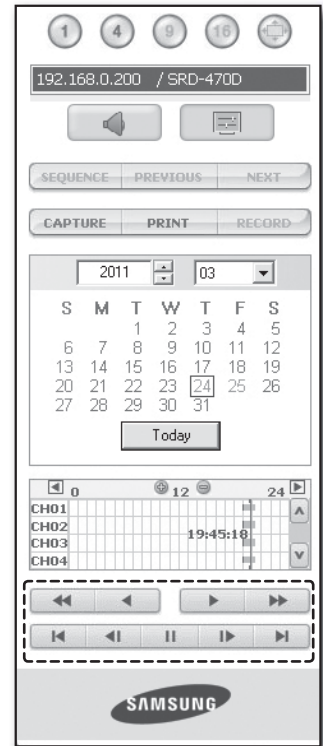 1 4 9 16
192.168.0.200 / SRD-470D
SEQUENCE PREVIOUS NEXT
CAPTURE PRINT RECORD
2011 03
S M T W T F S
1 2 3 4 5
6 7 8 9 10 11 12
13 14 15 16 17 18 19
20 21 22 23 24 25 26
27 28 29 30 31
Today
0 12 24
CH01
CH02
19:45:18
CH03
CH04
SAMSUNG